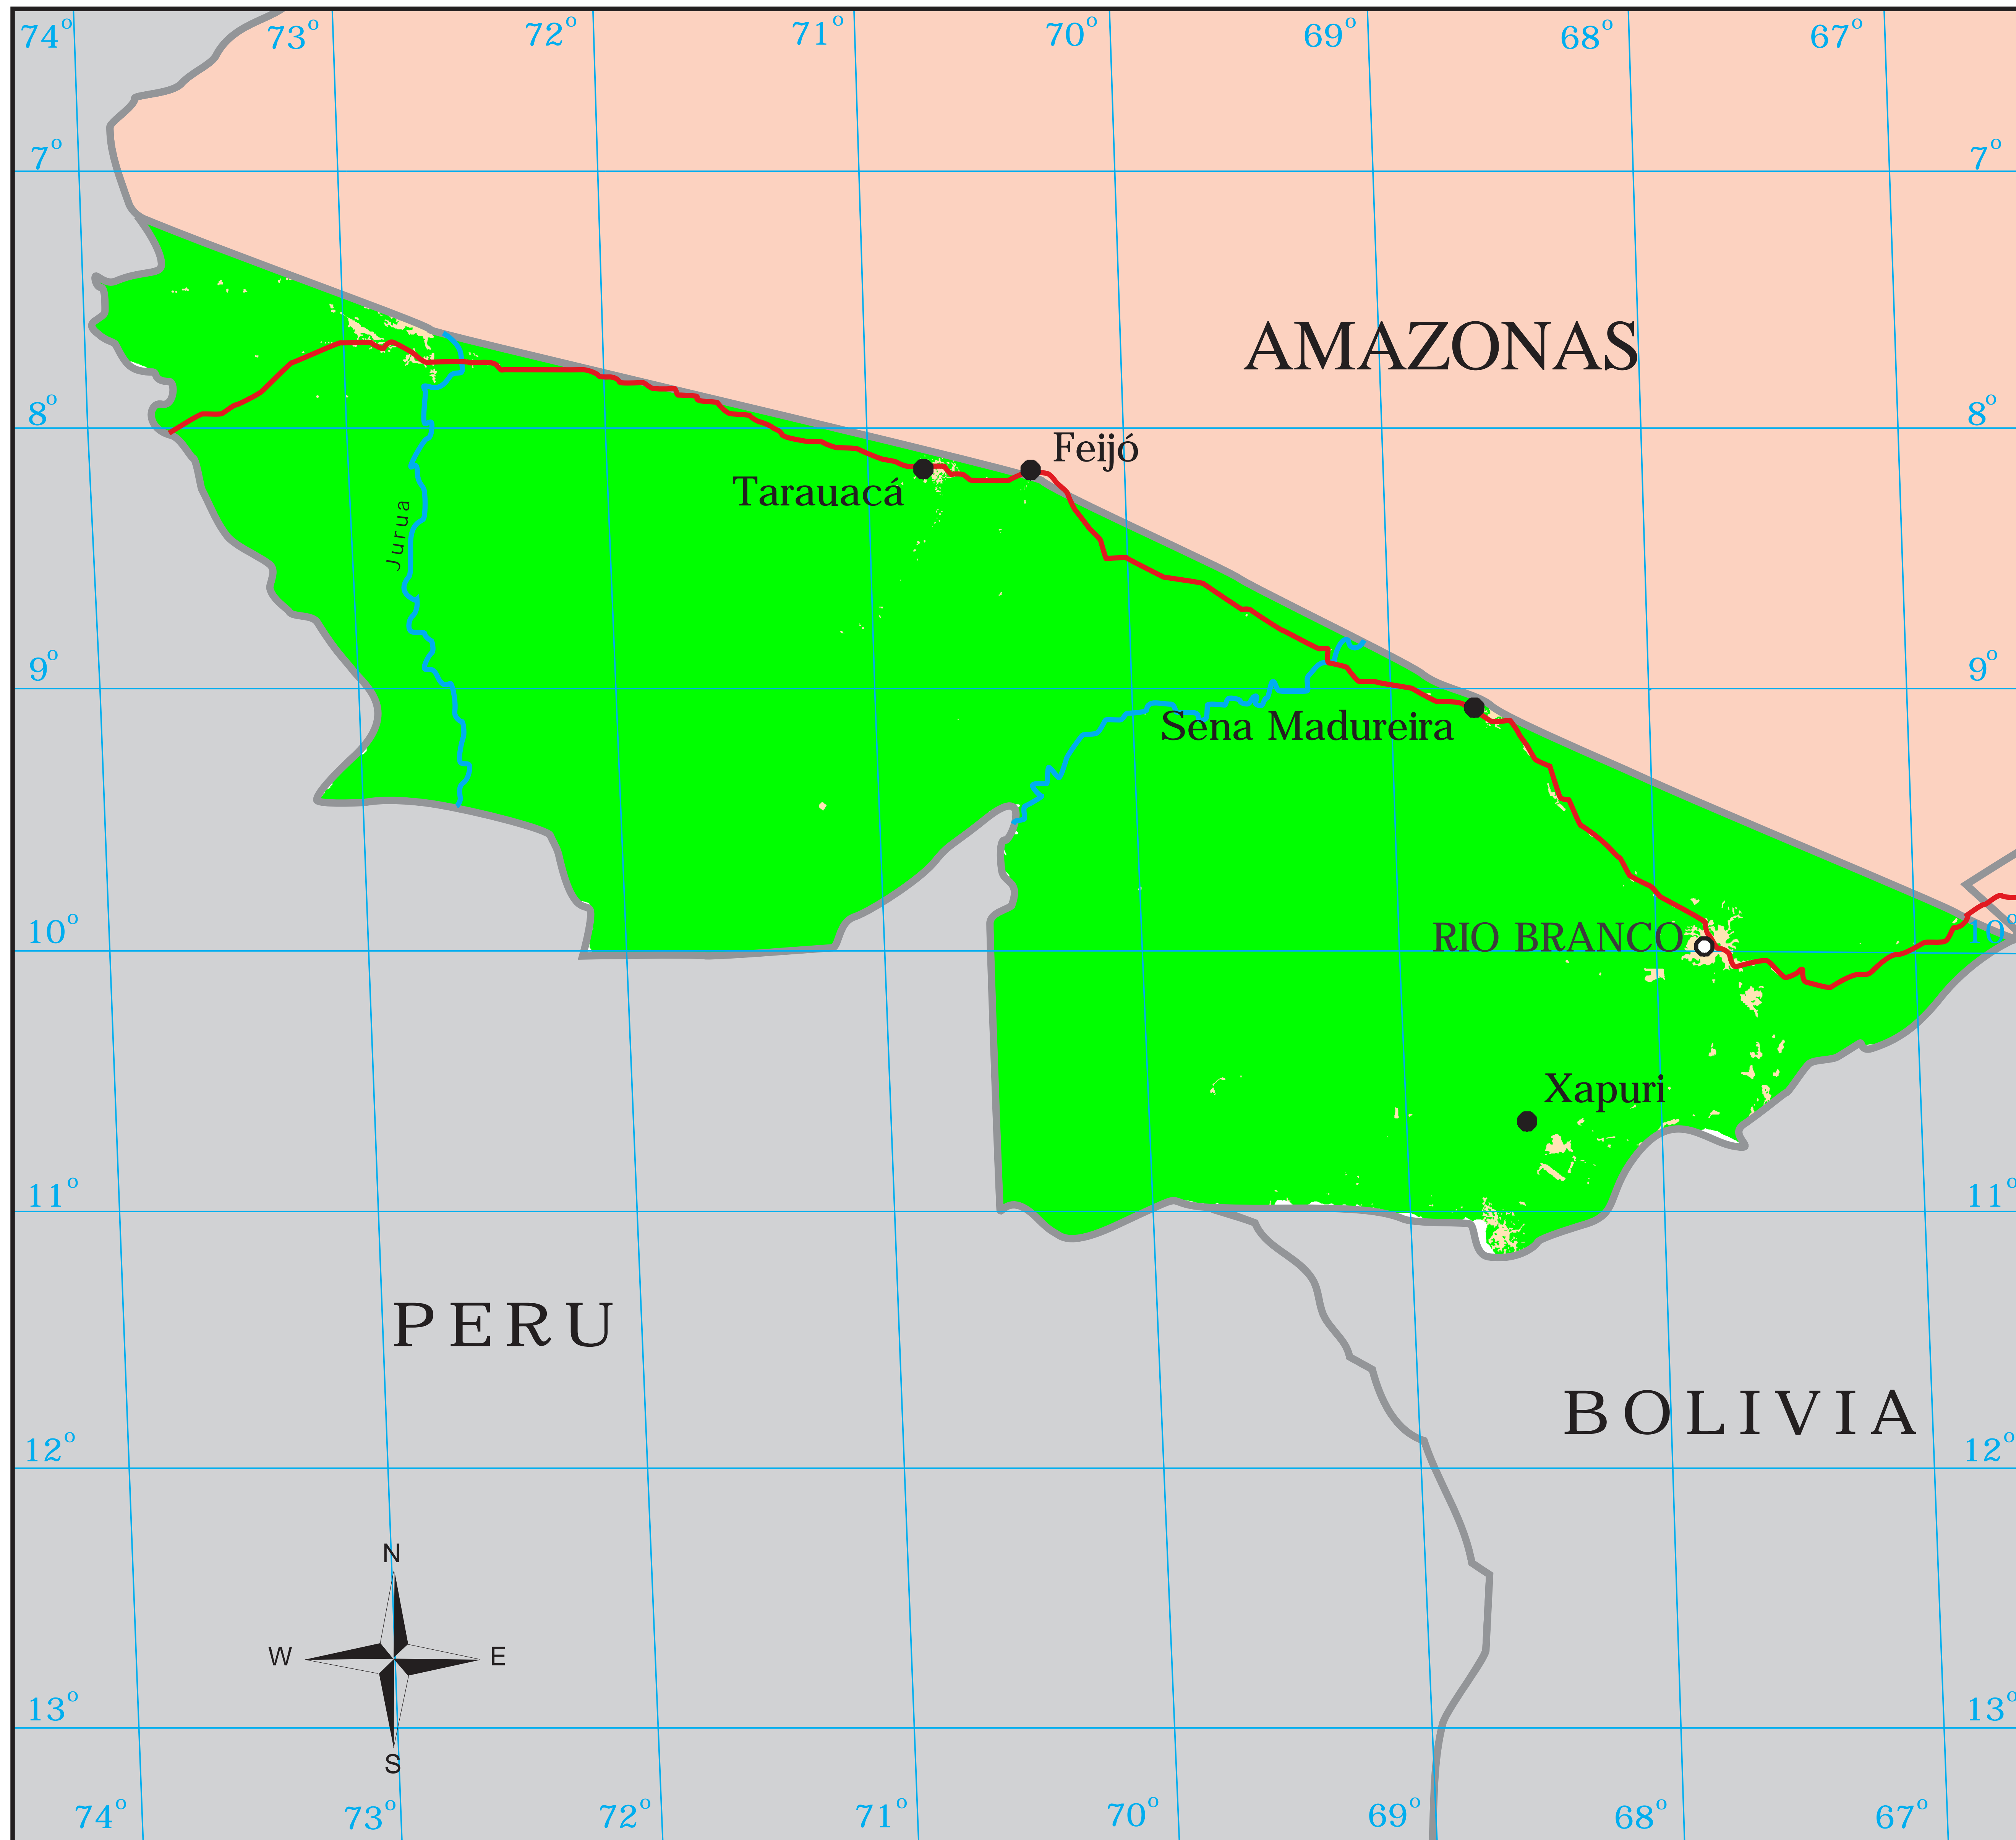 74° 73° 72° 71° 70° 69° 68° 67°
7° 7°
AMAZONAS
8° 8°
Feijó
Tarauacá
Jurua
9° 9°
Sena Madureira
10° RIO BRANCO 10°
Xapuri
11° 11°
PERU
BOLIVIA
12° 12°
N
W E
13° 13°
S
74° 73° 72° 71° 70° 69° 68° 67°